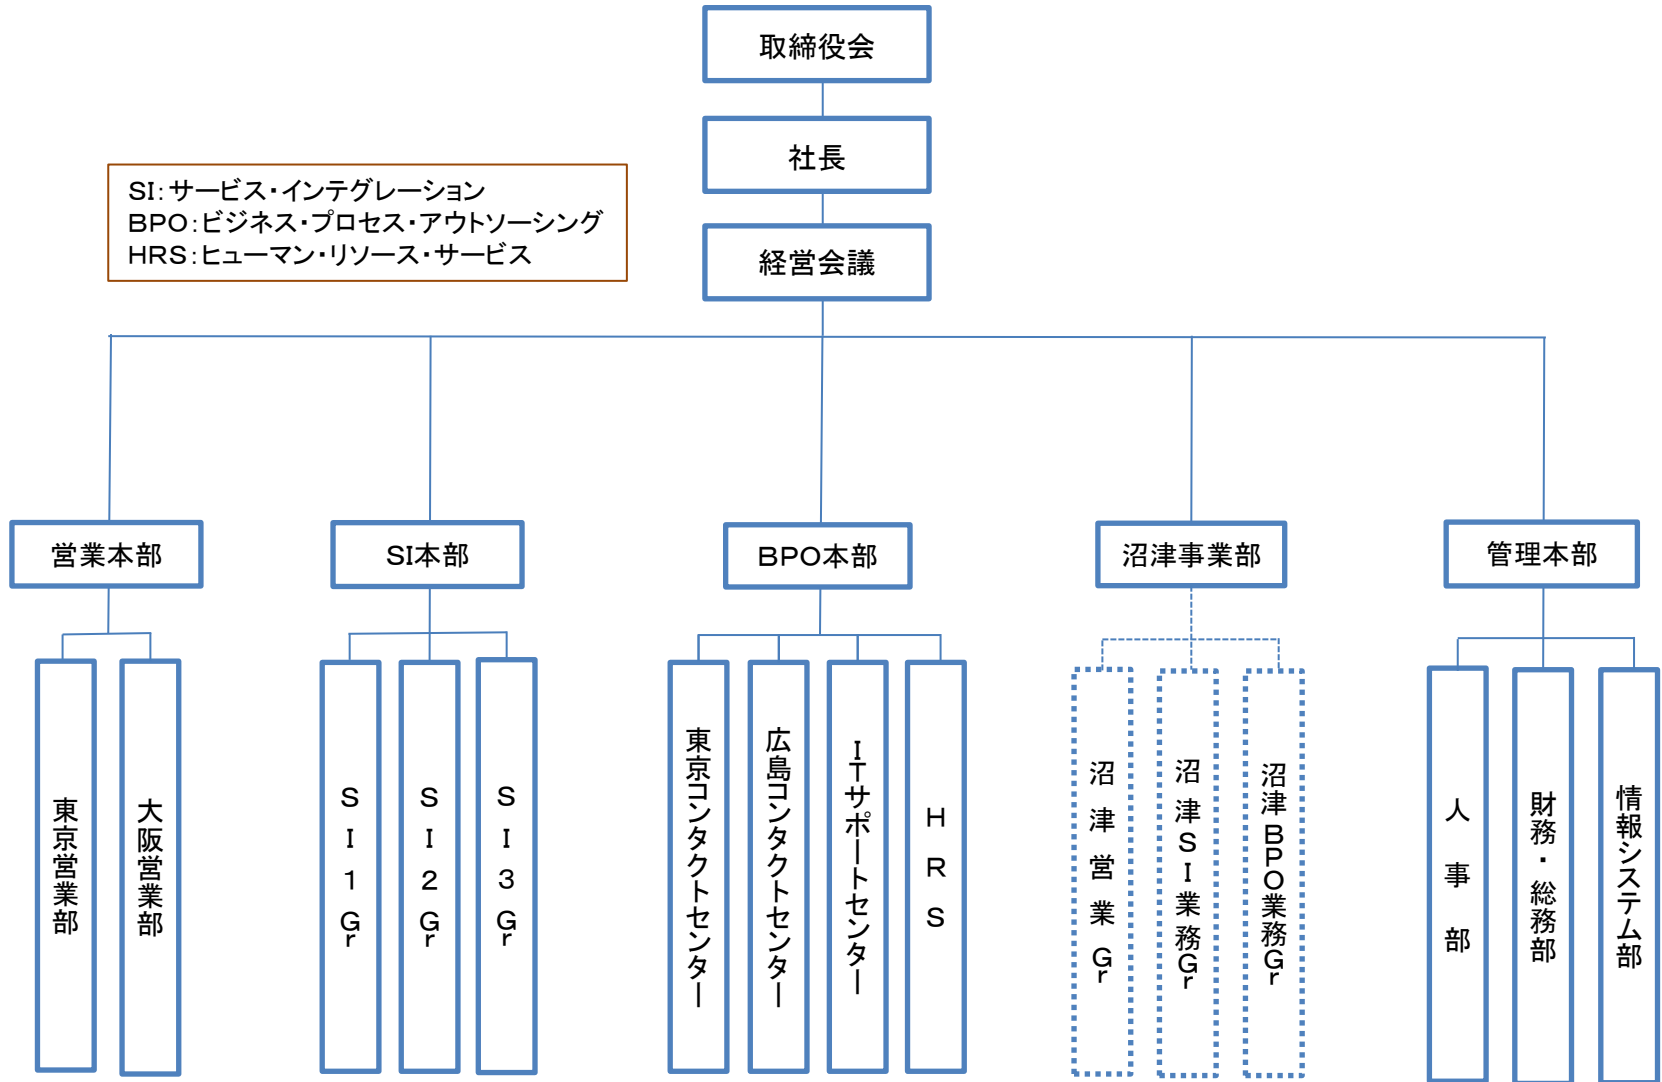 取締役会
社長
SI：サービス・インテグレーション
BPO：ビジネス・プロセス・アウトソーシング
HRS：ヒューマン・リソース・サービス
経営会議
営業本部
SI本部
BPO本部
沼津事業部
管理本部
東京営業部
大阪営業部
SI1Gr
SI2Gr
SI3Gr
東京コンタクトセンター
広島コンタクトセンター
ITサポートセンター
HRS
沼津営業Gr
沼津SI業務Gr
沼津BPO業務Gr
人事部
財務・総務部
情報システム部